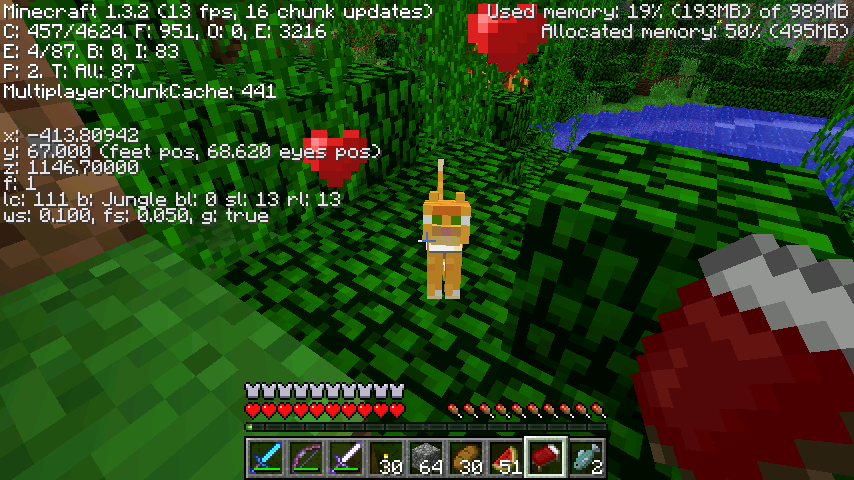 Minecraft 1.3.2 (13 fps, 16 chunk updates)
Used memory: 19% (193MB) of 989MB
C: 457/4624. F: 951, O: 0, E: 3216
Allocated memory: 50% (495MB)
E: 4/87. B: 0, I: 83
P: 2. T: All: 87
MultiplayerChunkCache: 441
x: -413.80942
y: 67.000 (feet pos, 68.620 eyes pos)
z: 1146.70000
f: 1
lc: 111 b: Jungle bl: 0 sl: 13 rl: 13
ws: 0.100, fs: 0.050, g: true
30 64 30 51 2